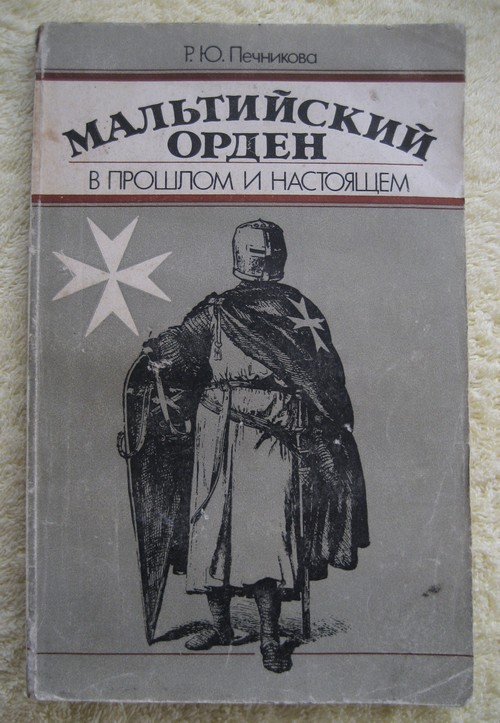 Р. Ю. Печникова
МАЛЬТИЙСКИЙ
ОРДЕН
В ПРОШЛОМ И НАСТОЯЩЕМ